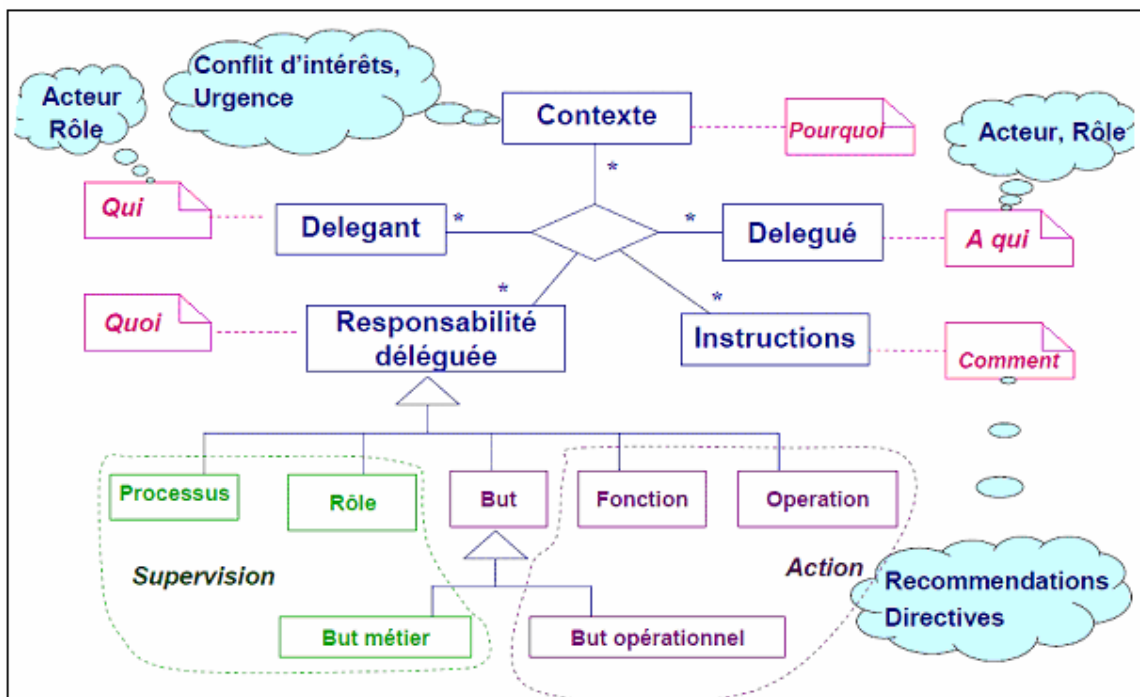 Conflit d'intérêts,
Urgence
Acteur
Rôle
Contexte
Pourquoi
Acteur, Rôle
*
Qui
Delegant
*
*
Delegué
A qui
*
*
Quoi
Responsabilité
déléguée
Instructions
Comment
Processus
Rôle
But
Fonction
Operation
Supervision
Action
Recommendations
Directives
But métier
But opérationnel